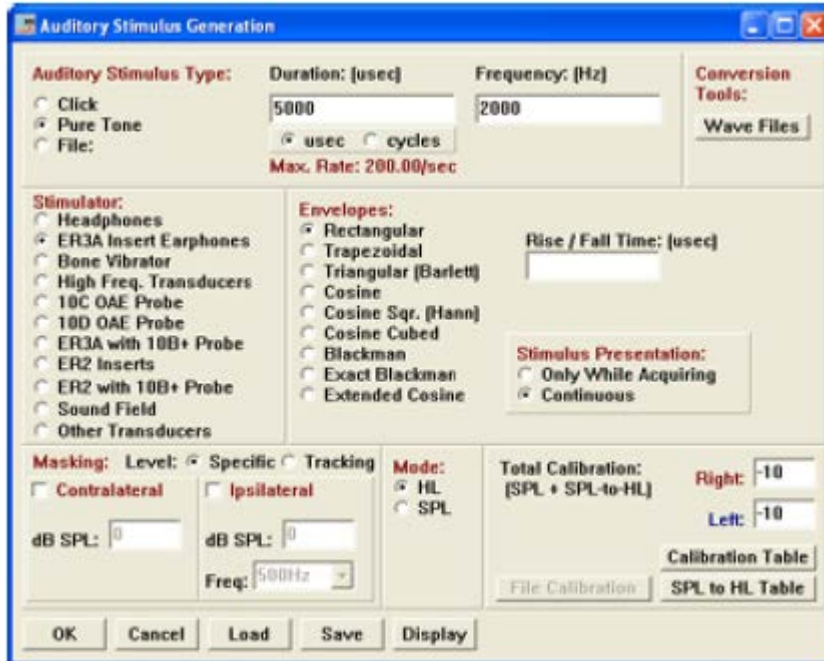 Auditory Stimulus Generation
Auditory Stimulus Type:
Click
Pure Tone
File:
Duration: (usec)
5000
usec cycles
Max. Rate: 200.00/sec
Frequency: (Hz)
2000
Conversion
Tools:
Wave Files
Stimulator:
Headphones
ER3A Insert Earphones
Bone Vibrator
High Freq. Transducers
10C OAE Probe
10D OAE Probe
ER3A with 10B+ Probe
ER2 Inserts
ER2 with 10B+ Probe
Sound Field
Other Transducers
Envelopes:
Rectangular
Trapezoidal
Triangular (Barlett)
Cosine
Cosine Sqr. (Hann)
Cosine Cubed
Blackman
Exact Blackman
Extended Cosine
Rise / Fall Time: (usec)
Stimulus Presentation:
Only While Acquiring
Continuous
Masking: Level: Specific Tracking
Contralateral
dB SPL: 0
Ipsilateral
dB SPL: 0
Freq: 500Hz
Mode:
HL
SPL
Total Calibration:
(SPL + SPL-to-HL)
Right: -10
Left: -10
Calibration Table
File Calibration SPL to HL Table
OK Cancel Load Save Display